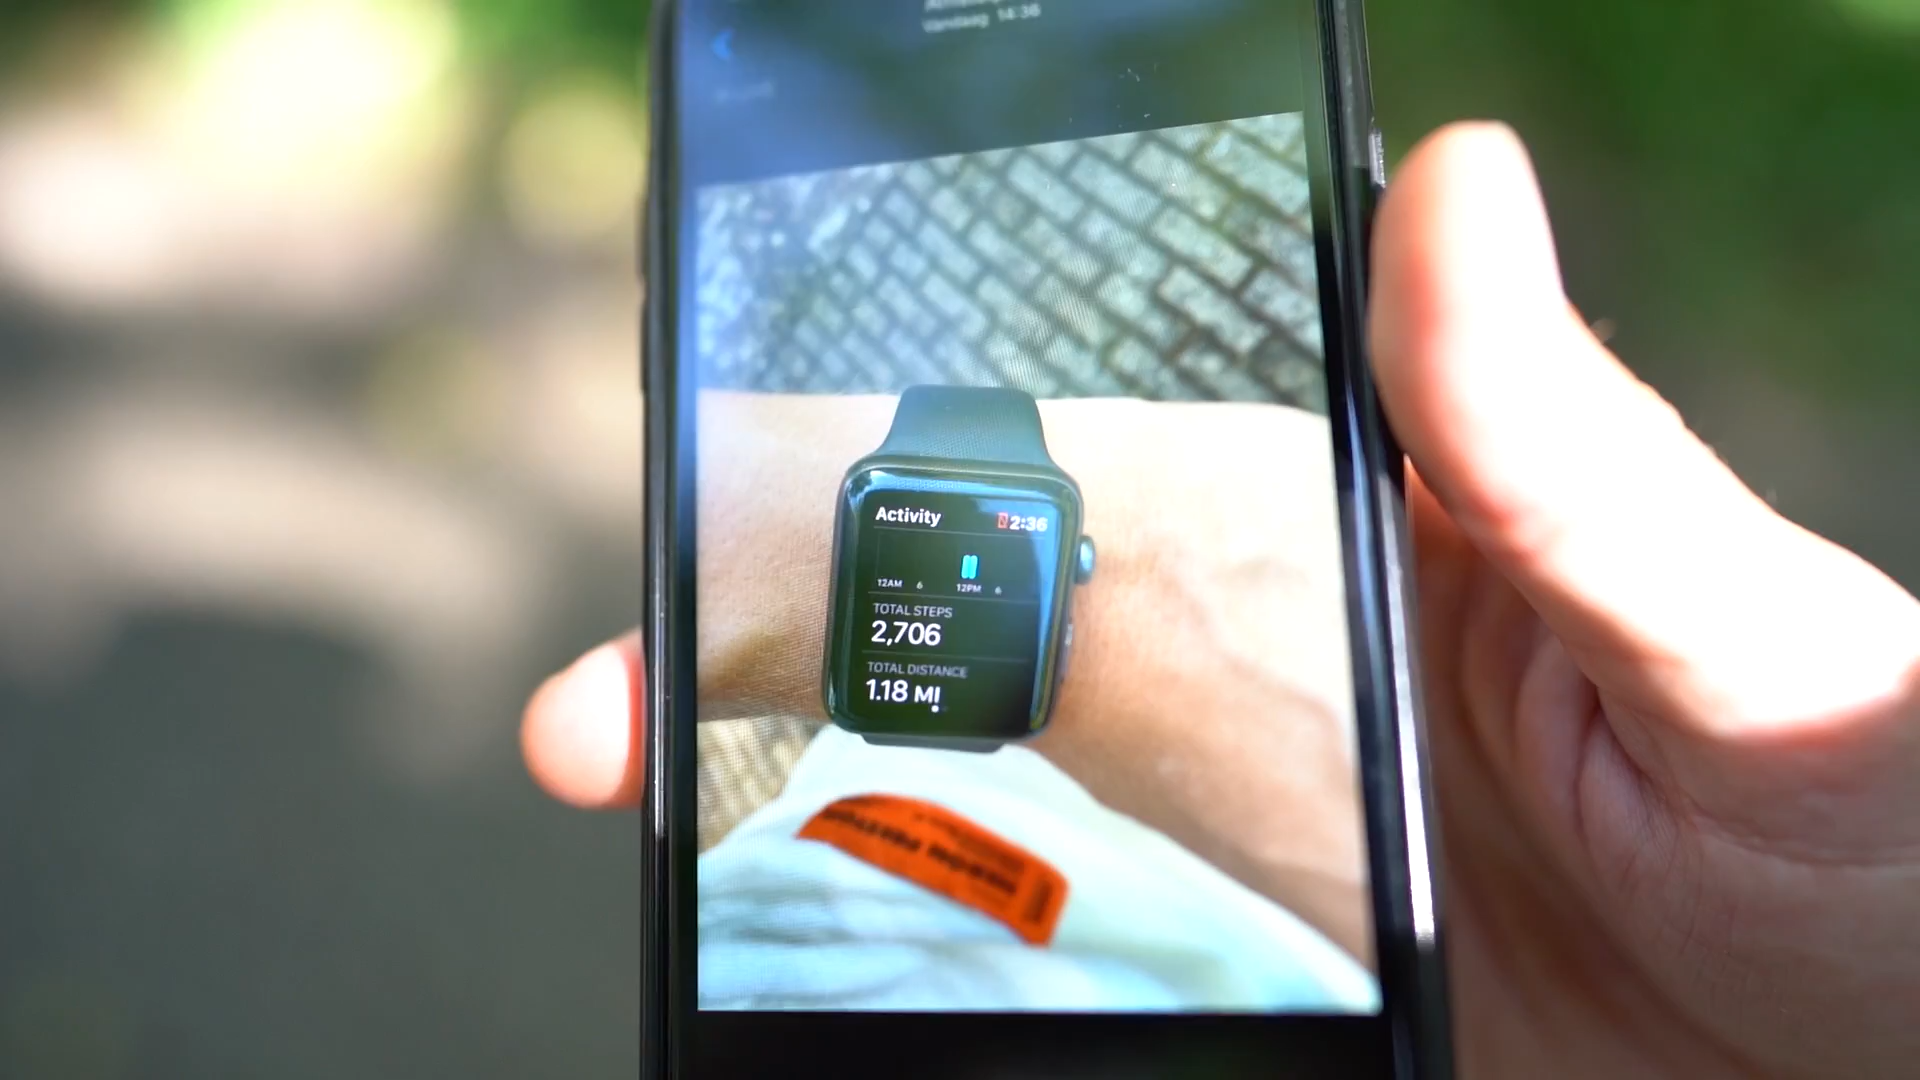 Vandaag 14:36
Activity 2:36
12AM 6 12PM 6
TOTAL STEPS
2,706
TOTAL DISTANCE
1.18 MI